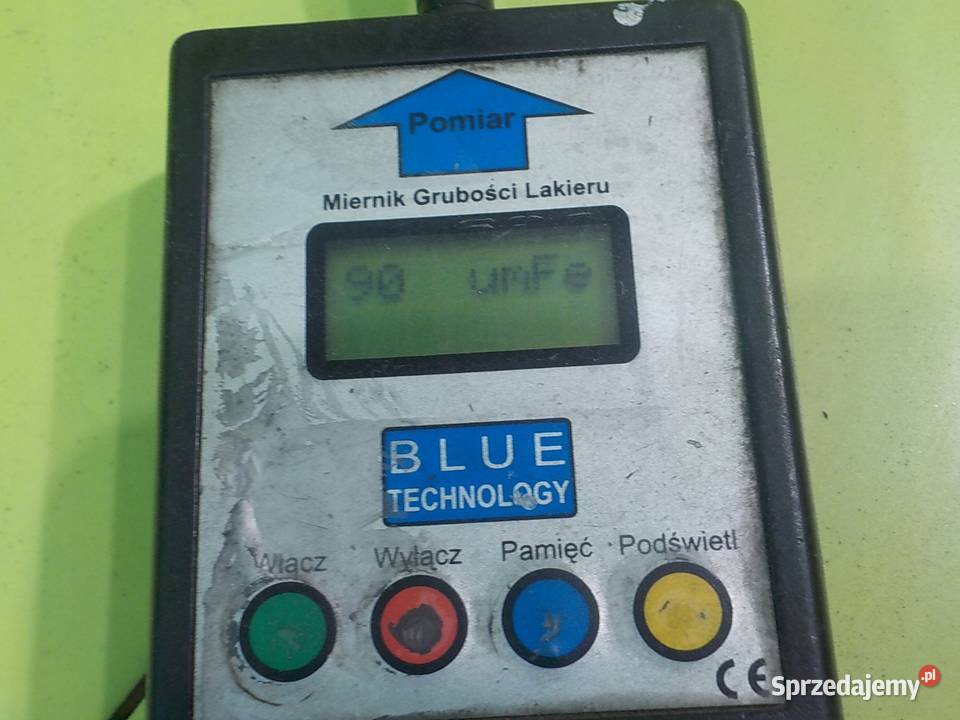 Pomiar
Miernik Grubości Lakieru
90 umFe
BLUE
TECHNOLOGY
Włącz Wyłącz Pamięć Podświetl
CE
Sprzedajemy.pl